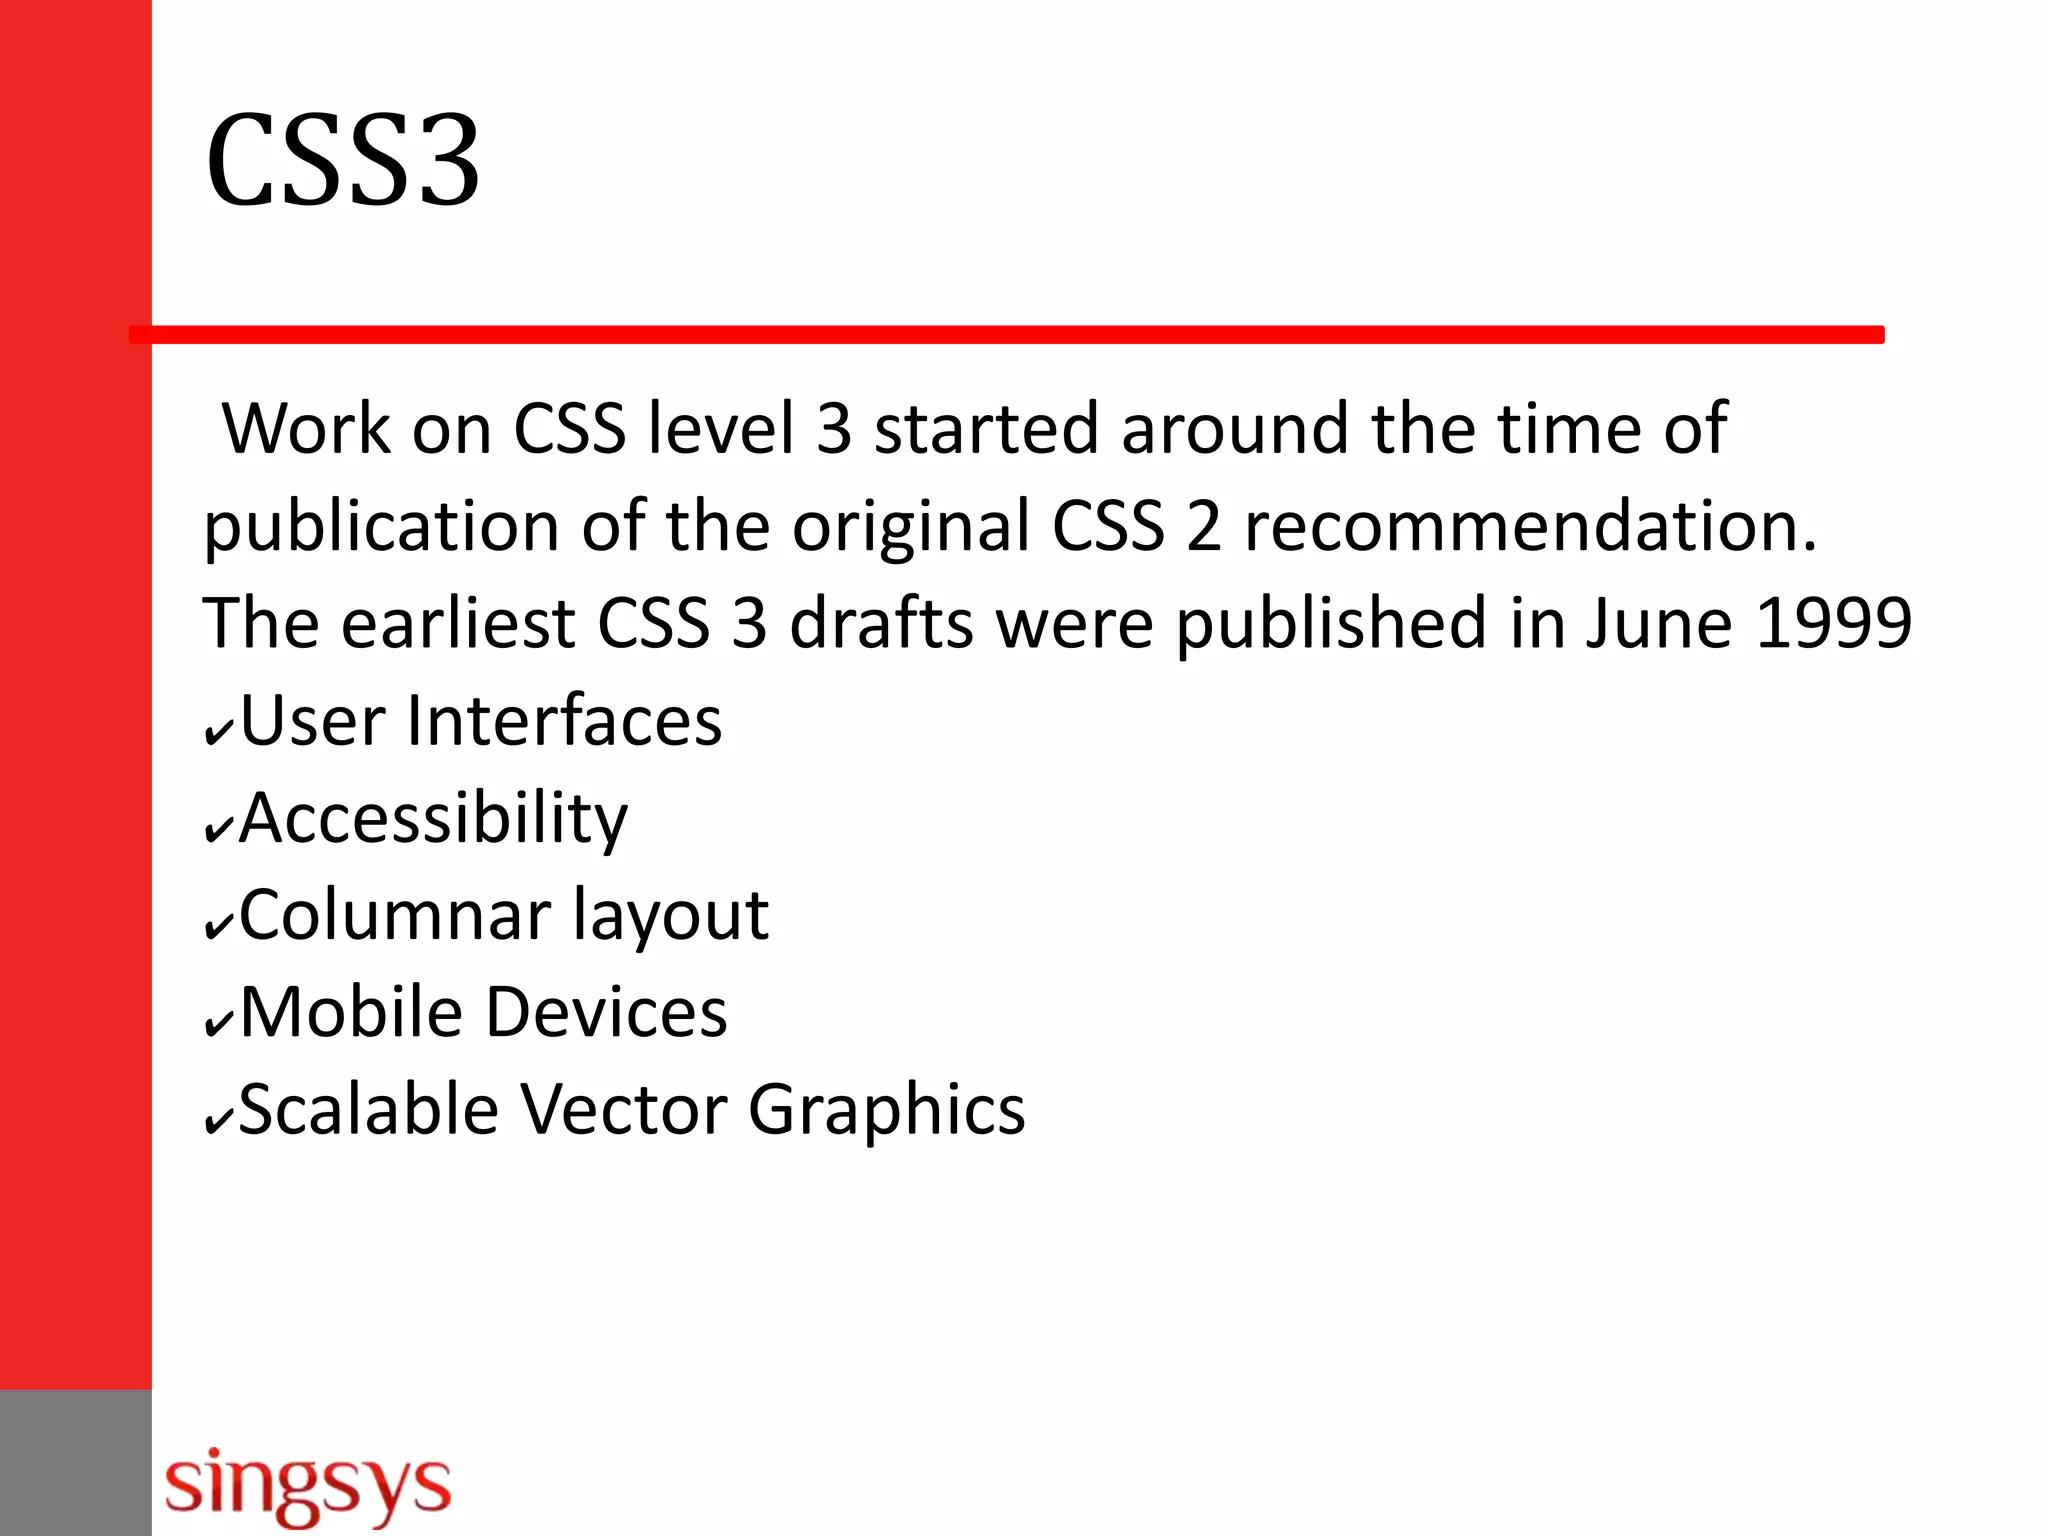 CSS3
Work on CSS level 3 started around the time of
publication of the original CSS 2 recommendation.
The earliest CSS 3 drafts were published in June 1999
✔User Interfaces
✔Accessibility
✔Columnar layout
✔Mobile Devices
✔Scalable Vector Graphics
singsys